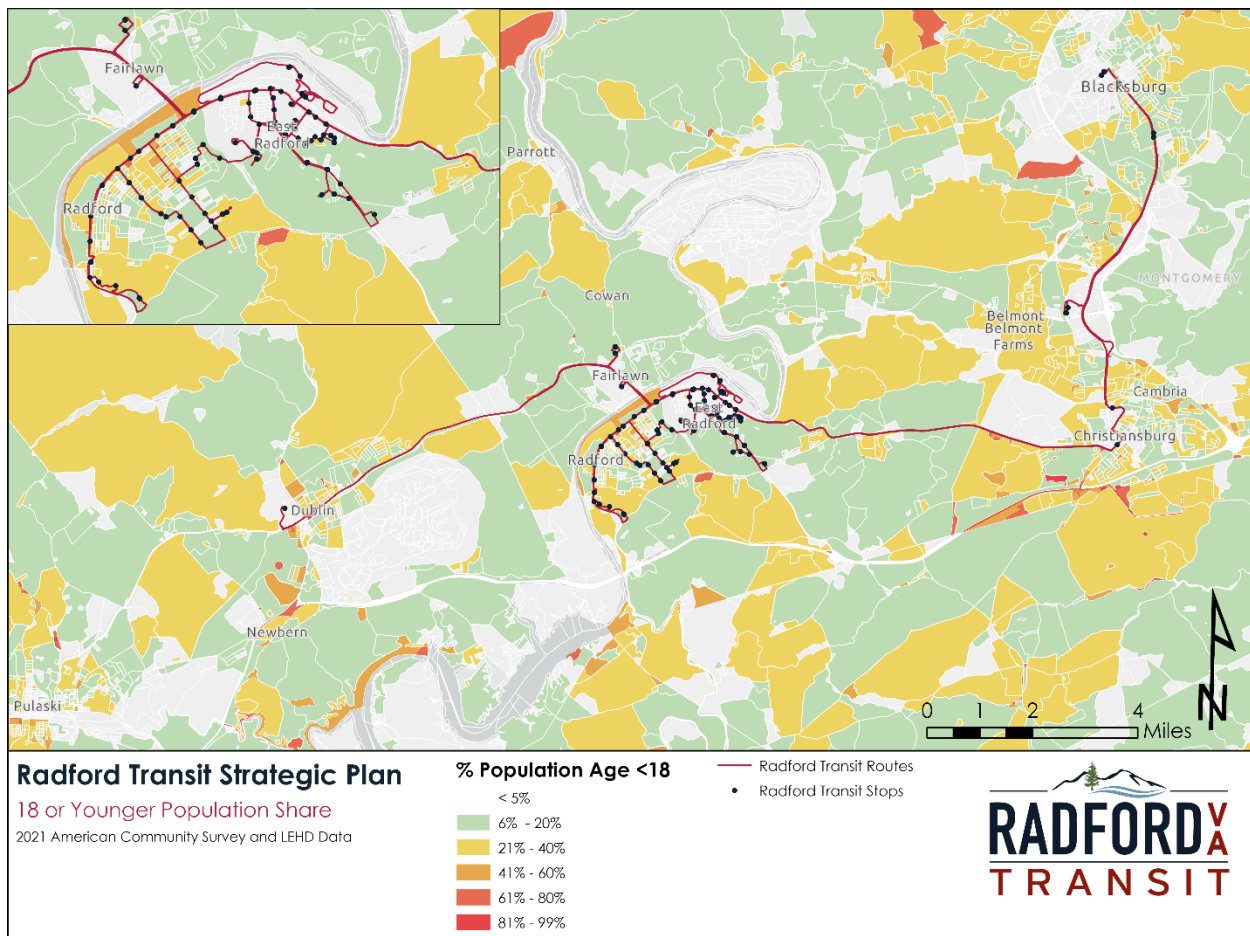 Fairlawn
East
Radford
Radford
Blacksburg
Parrott
MONTGOMERY
Cowan
Belmont
Belmont
Farms
Fairlawn
Cambria
East
Radford
Christiansburg
Radford
Dublin
Newbern
Pulaski
0 1 2 4
Miles
N
Radford Transit Strategic Plan
18 or Younger Population Share
2021 American Community Survey and LEHD Data
% Population Age <18
< 5%
6% - 20%
21% - 40%
41% - 60%
61% - 80%
81% - 99%
Radford Transit Routes
Radford Transit Stops
RADFORD VA
TRANSIT